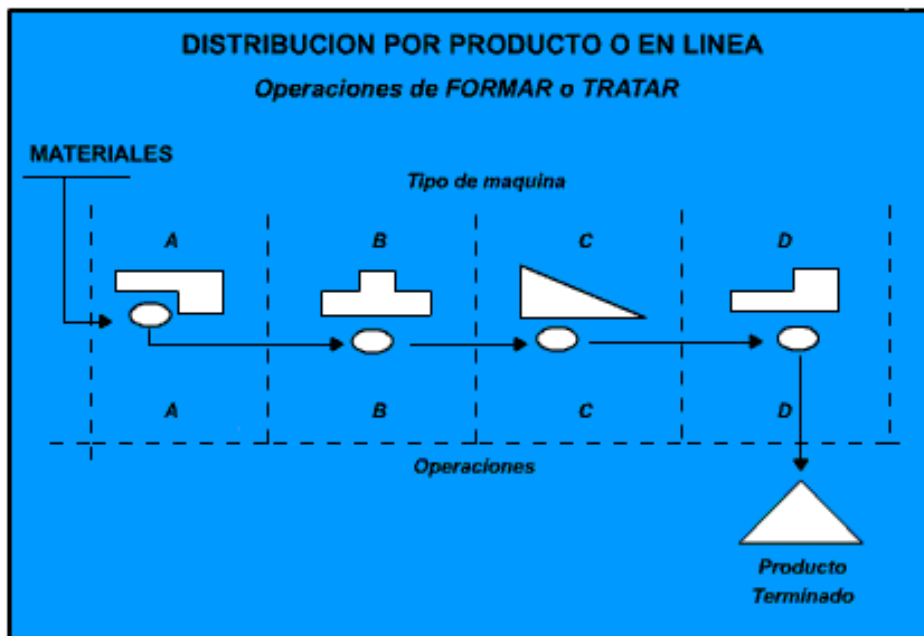 DISTRIBUCION POR PRODUCTO O EN LINEA
Operaciones de FORMAR o TRATAR
MATERIALES
Tipo de maquina
A B C D
A B C D
Operaciones
Producto
Terminado